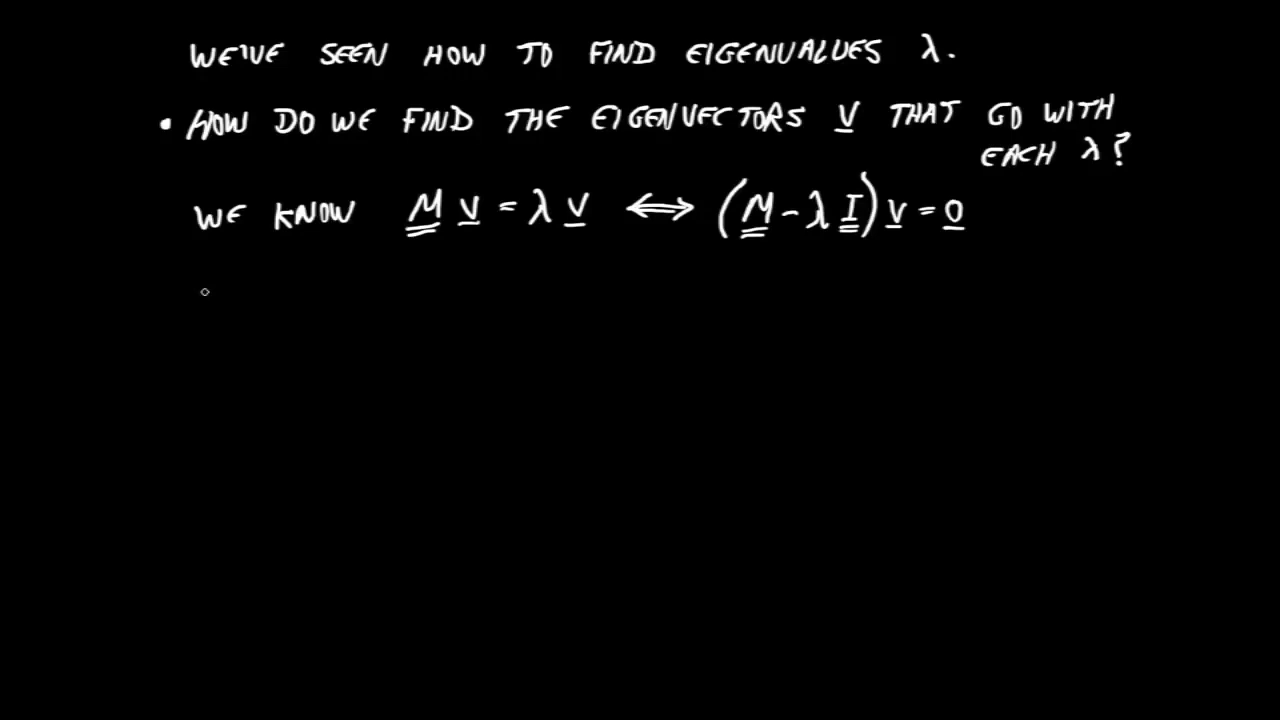 WE'VE SEEN HOW TO FIND EIGENVALUES λ.
• HOW DO WE FIND THE EIGENVECTORS v THAT GO WITH
EACH λ?
WE KNOW M v = λ v ⟺ (M - λ I) v = 0